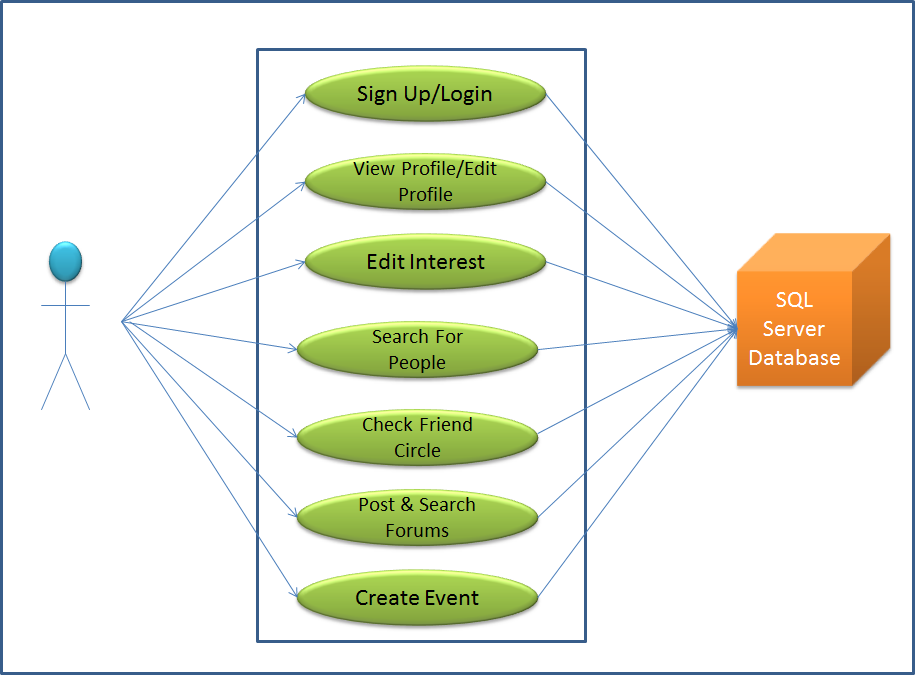 Sign Up/Login
View Profile/Edit
Profile
Edit Interest
Search For
People
Check Friend
Circle
Post & Search
Forums
Create Event
SQL
Server
Database